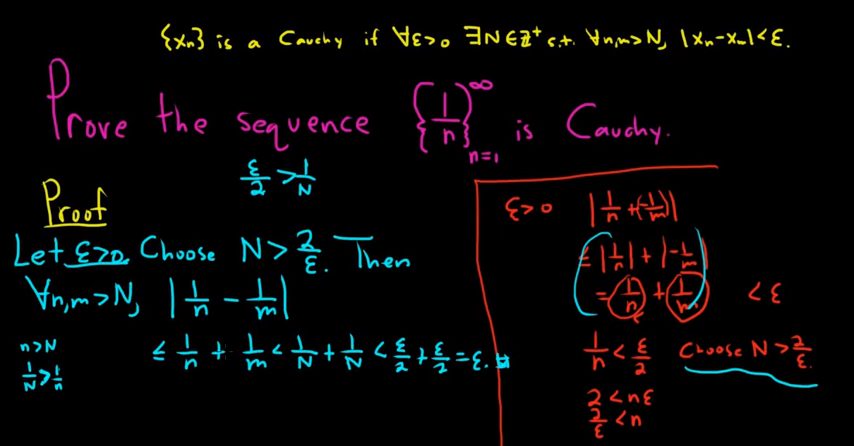 {xn} is a Cauchy if ∀ε>0 ∃N∈ℤ⁺ s.t. ∀n,m>N, |xn-xm|<ε.
Prove the sequence {1/n}_{n=1}^∞ is Cauchy.
ε/2 > 1/N
Proof
Let ε>0. Choose N > 2/ε. Then
∀n,m>N, |1/n - 1/m|
≤ 1/n + 1/m < 1/N + 1/N < ε/2 + ε/2 = ε.
n>N
1/N > 1/n
ε>0 |1/n + (-1/m)|
≤ |1/n| + |-1/m|
= 1/n + 1/m < ε
1/n < ε/2 Choose N > 2/ε.
2 < nε
2/ε < n